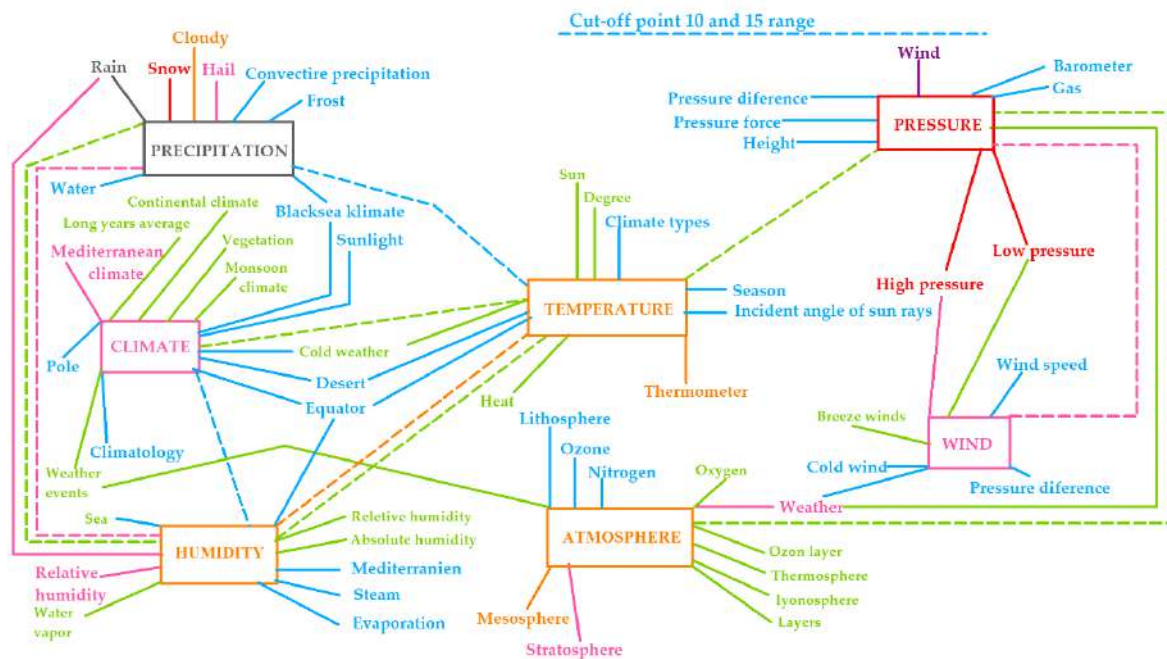 Cut-off point 10 and 15 range
Cloudy
Rain
Snow
Hail
Convectire precipitation
Frost
PRECIPITATION
Water
Wind
Barometer
Gas
Pressure diference
Pressure force
Height
PRESSURE
Continental climate
Long years average
Blacksea klimate
Mediterranean
climate
Vegetation
Sunlight
Monsoon
climate
Sun
Degree
Climate types
Low pressure
High pressure
Season
Incident angle of sun rays
TEMPERATURE
CLIMATE
Pole
Cold weather
Desert
Equator
Heat
Thermometer
Wind speed
Breeze winds
WIND
Cold wind
Pressure diference
Climatology
Weather
events
Lithosphere
Ozone
Nitrogen
Oxygen
Weather
Sea
HUMIDITY
Reletive humidity
Absolute humidity
Mediterranien
Steam
Evaporation
Relative
humidity
Water
vapor
ATMOSPHERE
Ozon layer
Thermosphere
Iyonosphere
Layers
Mesosphere
Stratosphere